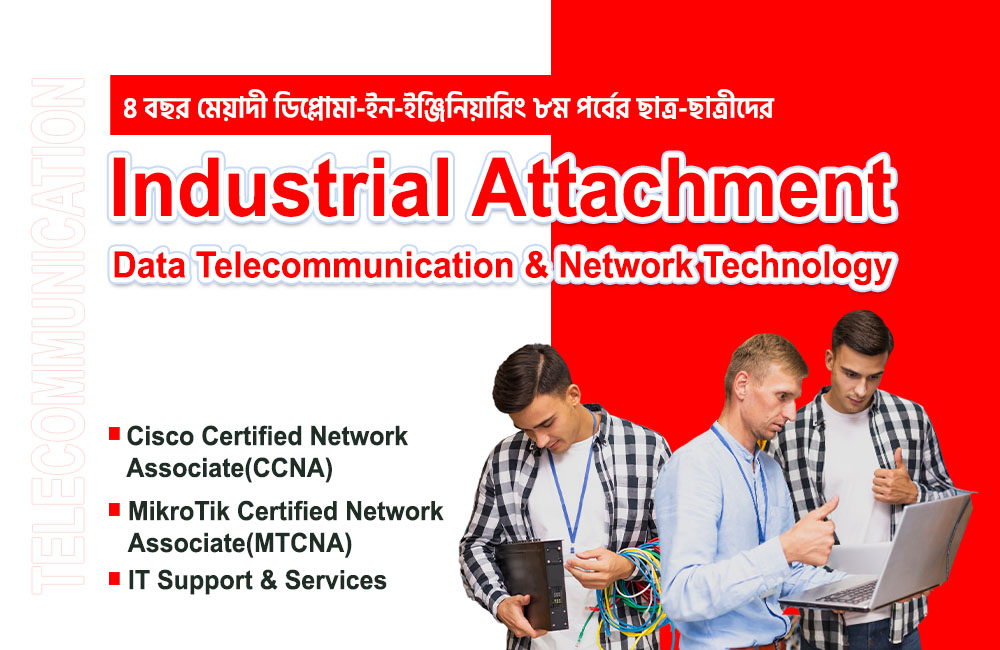 ৪ বছর মেয়াদী ডিপ্লোমা-ইন-ইঞ্জিনিয়ারিং ৮ম পর্বের ছাত্র-ছাত্রীদের
Industrial Attachment
Data Telecommunication & Network Technology
TELECOMMUNICATION
Cisco Certified Network
Associate(CCNA)
MikroTik Certified Network
Associate(MTCNA)
IT Support & Services